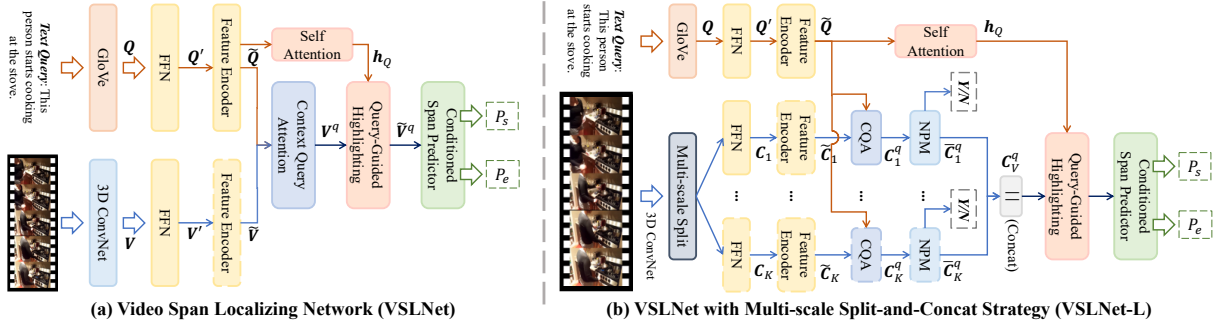 Text Query: This
person starts cooking
at the stove.
GloVe
Q
FFN
Q′
Feature Encoder
Q̃
Self
Attention
h_Q
3D ConvNet
V
FFN
V′
Feature Encoder
Ṽ
Context Query
Attention
V^q
Query-Guided
Highlighting
Ṽ^q
Conditioned
Span Predictor
P_s
P_e
(a) Video Span Localizing Network (VSLNet)
Text Query:
This person
starts cooking
at the stove.
GloVe
Q
FFN
Q′
Feature
Encoder
Q̃
Self
Attention
h_Q
3D ConvNet
Multi-scale Split
FFN
C_1
Feature
Encoder
C̃_1
CQA
C_1^q
NPM
Y/N
C̅_1^q
...
...
...
FFN
C_K
Feature
Encoder
C̃_K
CQA
C_K^q
NPM
Y/N
C̅_K^q
C_V^q
||
(Concat)
Query-Guided
Highlighting
Conditioned
Span Predictor
P_s
P_e
(b) VSLNet with Multi-scale Split-and-Concat Strategy (VSLNet-L)